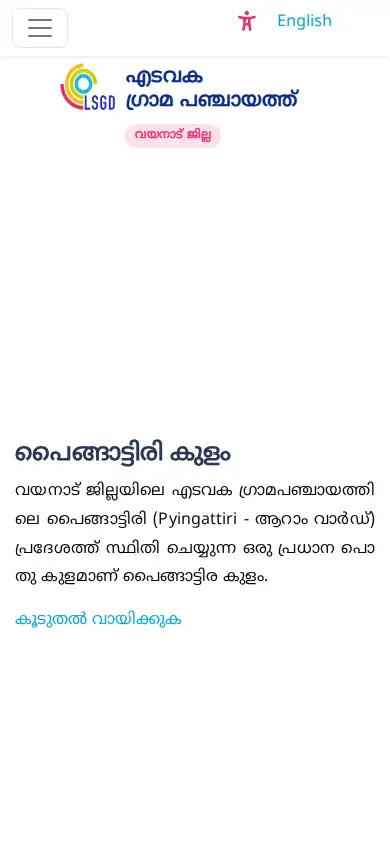 English
LSGD
എടവക
ഗ്രാമ പഞ്ചായത്ത്
വയനാട് ജില്ല
പൈങ്ങാട്ടിരി കുളം
വയനാട് ജില്ലയിലെ എടവക ഗ്രാമപഞ്ചായത്തി
ലെ പൈങ്ങാട്ടിരി (Pyingattiri - ആറാം വാർഡ്)
പ്രദേശത്ത് സ്ഥിതി ചെയ്യുന്ന ഒരു പ്രധാന പൊ
തു കുളമാണ് പൈങ്ങാട്ടിര കുളം.
കൂടുതൽ വായിക്കുക